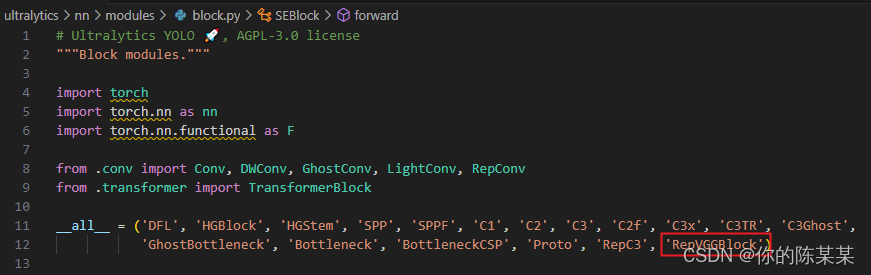 ultralytics > nn > modules > block.py > SEBlock > forward
1 # Ultralytics YOLO 🚀, AGPL-3.0 license
2 """Block modules."""
3
4 import torch
5 import torch.nn as nn
6 import torch.nn.functional as F
7
8 from .conv import Conv, DWConv, GhostConv, LightConv, RepConv
9 from .transformer import TransformerBlock
10
11 __all__ = ('DFL', 'HGBlock', 'HGStem', 'SPP', 'SPPF', 'C1', 'C2', 'C3', 'C2f', 'C3x', 'C3TR', 'C3Ghost',
12 'GhostBottleneck', 'Bottleneck', 'BottleneckCSP', 'Proto', 'RepC3', 'RepVGGBlock')
13
CSDN @你的陈某某